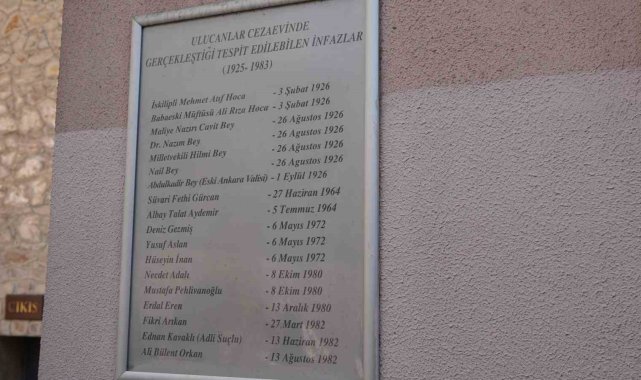 ULUCANLAR CEZAEVİNDE
GERÇEKLEŞTİĞİ TESPİT EDİLEBİLEN İNFAZLAR
(1925- 1983)
İskilipli Mehmet Atıf Hoca - 3 Şubat 1926
Babaeski Müftüsü Ali Rıza Hoca - 3 Şubat 1926
Maliye Nazırı Cavit Bey - 26 Ağustos 1926
Dr. Nazım Bey - 26 Ağustos 1926
Milletvekili Hilmi Bey - 26 Ağustos 1926
Nail Bey - 26 Ağustos 1926
Abdulkadir Bey (Eski Ankara Valisi) - 1 Eylül 1926
Süvari Fethi Gürcan - 27 Haziran 1964
Albay Talat Aydemir - 5 Temmuz 1964
Deniz Gezmiş - 6 Mayıs 1972
Yusuf Aslan - 6 Mayıs 1972
Hüseyin İnan - 6 Mayıs 1972
Necdet Adalı - 8 Ekim 1980
Mustafa Pehlivanoğlu - 8 Ekim 1980
Erdal Eren - 13 Aralık 1980
Fikri Arıkan - 27 Mart 1982
Ednan Kavaklı (Adli Suçlu) - 13 Haziran 1982
Ali Bülent Orkan - 13 Ağustos 1982
ÇIKIŞ